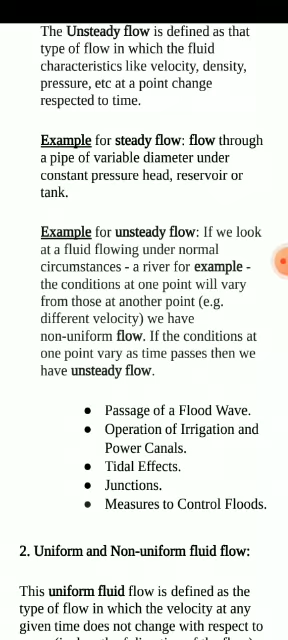 The Unsteady flow is defined as that
type of flow in which the fluid
characteristics like velocity, density,
pressure, etc at a point change
respected to time.
Example for steady flow: flow through
a pipe of variable diameter under
constant pressure head, reservoir or
tank.
Example for unsteady flow: If we look
at a fluid flowing under normal
circumstances - a river for example -
the conditions at one point will vary
from those at another point (e.g.
different velocity) we have
non-uniform flow. If the conditions at
one point vary as time passes then we
have unsteady flow.
● Passage of a Flood Wave.
● Operation of Irrigation and
Power Canals.
● Tidal Effects.
● Junctions.
● Measures to Control Floods.
2. Uniform and Non-uniform fluid flow:
This uniform fluid flow is defined as the
type of flow in which the velocity at any
given time does not change with respect to